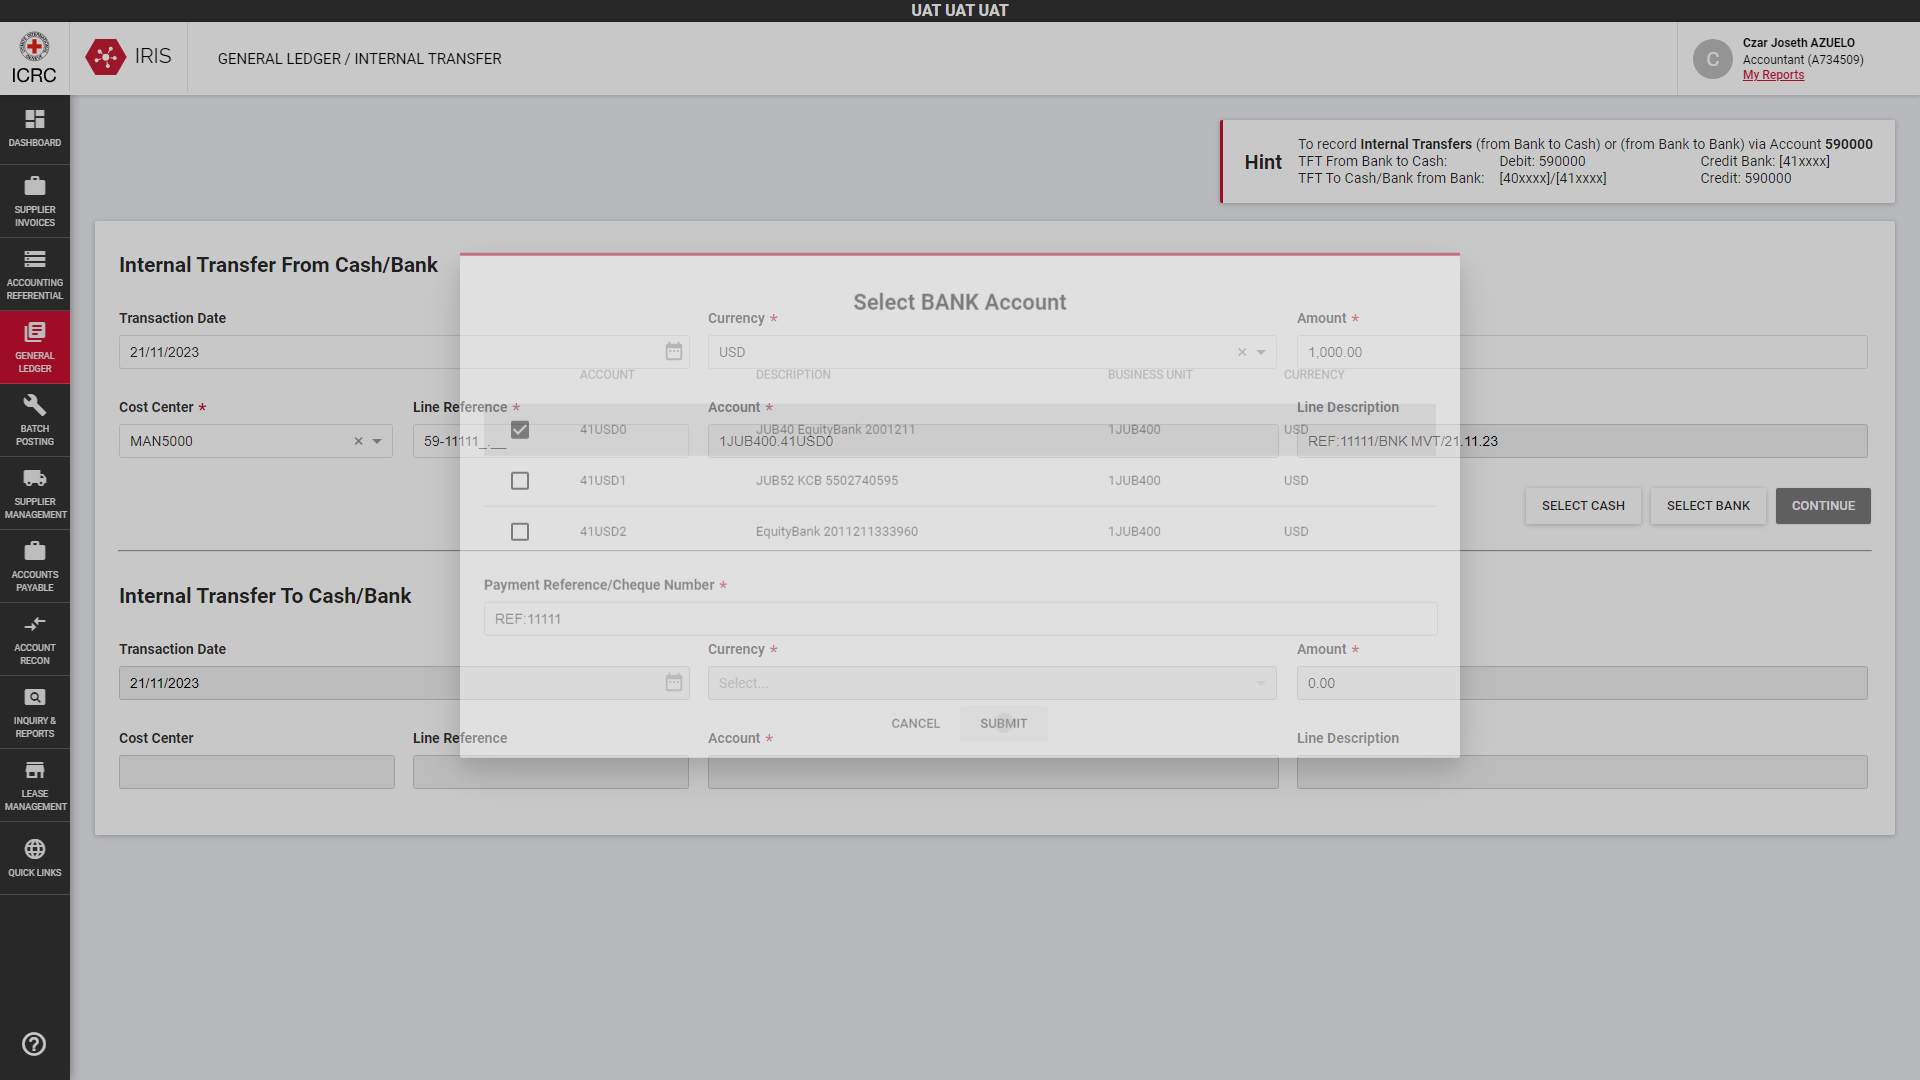 UAT UAT UAT
ICRC
IRIS
GENERAL LEDGER / INTERNAL TRANSFER
C
Czar Joseth AZUELO
Accountant (A734509)
My Reports
DASHBOARD
SUPPLIER
INVOICES
ACCOUNTING
REFERENTIAL
GENERAL
LEDGER
BATCH
POSTING
SUPPLIER
MANAGEMENT
ACCOUNTS
PAYABLE
ACCOUNT
RECON
INQUIRY &
REPORTS
LEASE
MANAGEMENT
QUICK LINKS
Hint
To record Internal Transfers (from Bank to Cash) or (from Bank to Bank) via Account 590000
TFT From Bank to Cash: Debit: 590000 Credit Bank: [41xxxx]
TFT To Cash/Bank from Bank: [40xxxx]/[41xxxx] Credit: 590000
Internal Transfer From Cash/Bank
Transaction Date Currency * Amount *
21/11/2023 USD 1,000.00
Cost Center * Line Reference * Account * Line Description
MAN5000 59-11111_.__ 1JUB400.41USD0 REF:11111/BNK MVT/21.11.23
SELECT CASH SELECT BANK CONTINUE
Select BANK Account
ACCOUNT DESCRIPTION BUSINESS UNIT CURRENCY
41USD0 JUB40 EquityBank 2001211 1JUB400 USD
41USD1 JUB52 KCB 5502740595 1JUB400 USD
41USD2 EquityBank 2011211333960 1JUB400 USD
Payment Reference/Cheque Number *
REF:11111
CANCEL SUBMIT
Internal Transfer To Cash/Bank
Transaction Date Currency * Amount *
21/11/2023 Select... 0.00
Cost Center Line Reference Account * Line Description